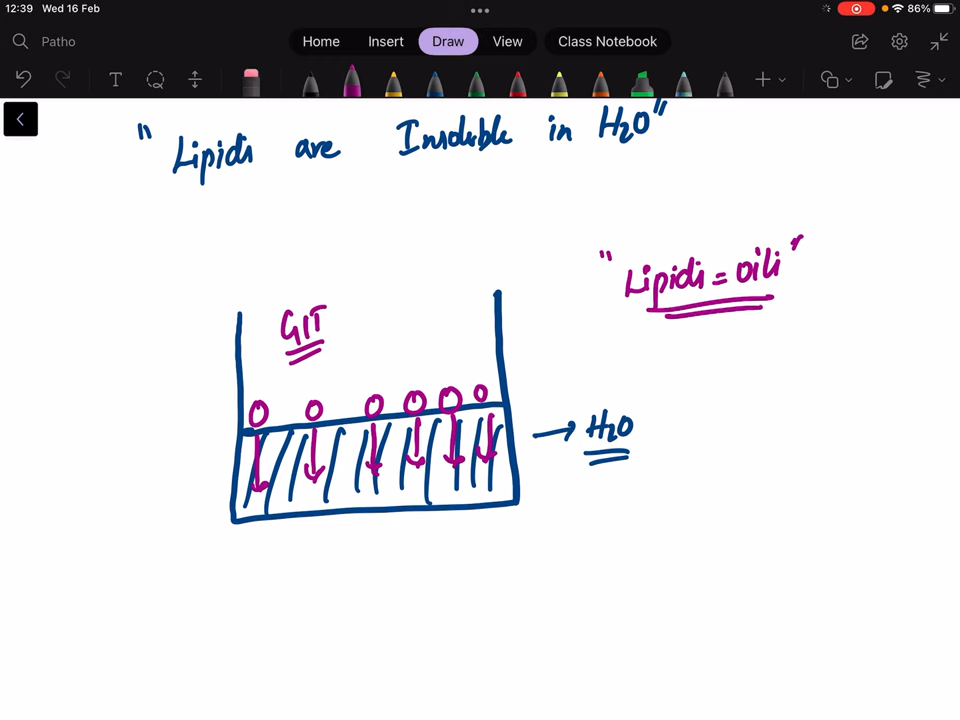 12:39 Wed 16 Feb
86%
Patho
Home Insert Draw View Class Notebook
"Lipids are Insoluble in H2O"
"Lipids = oils"
GIT
→ H2O